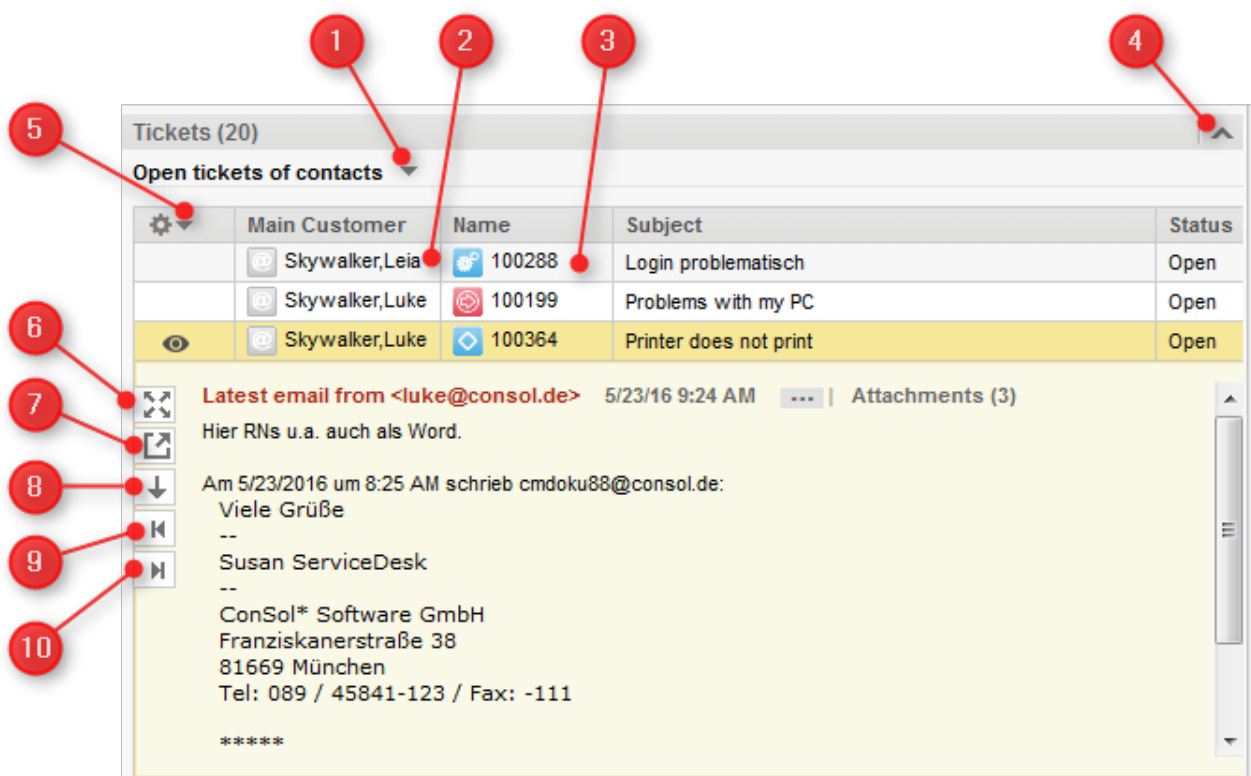 1 2 3 4
5 Tickets (20)
Open tickets of contacts
Main Customer Name Subject Status
@ Skywalker,Leia 100288 Login problematisch Open
@ Skywalker,Luke 100199 Problems with my PC Open
@ Skywalker,Luke 100364 Printer does not print Open
6
7 Latest email from <luke@consol.de> 5/23/16 9:24 AM ... | Attachments (3)
Hier RNs u.a. auch als Word.
8 Am 5/23/2016 um 8:25 AM schrieb cmdoku88@consol.de:
Viele Grüße
--
9 Susan ServiceDesk
--
ConSol* Software GmbH
10 Franziskanerstraße 38
81669 München
Tel: 089 / 45841-123 / Fax: -111
*****